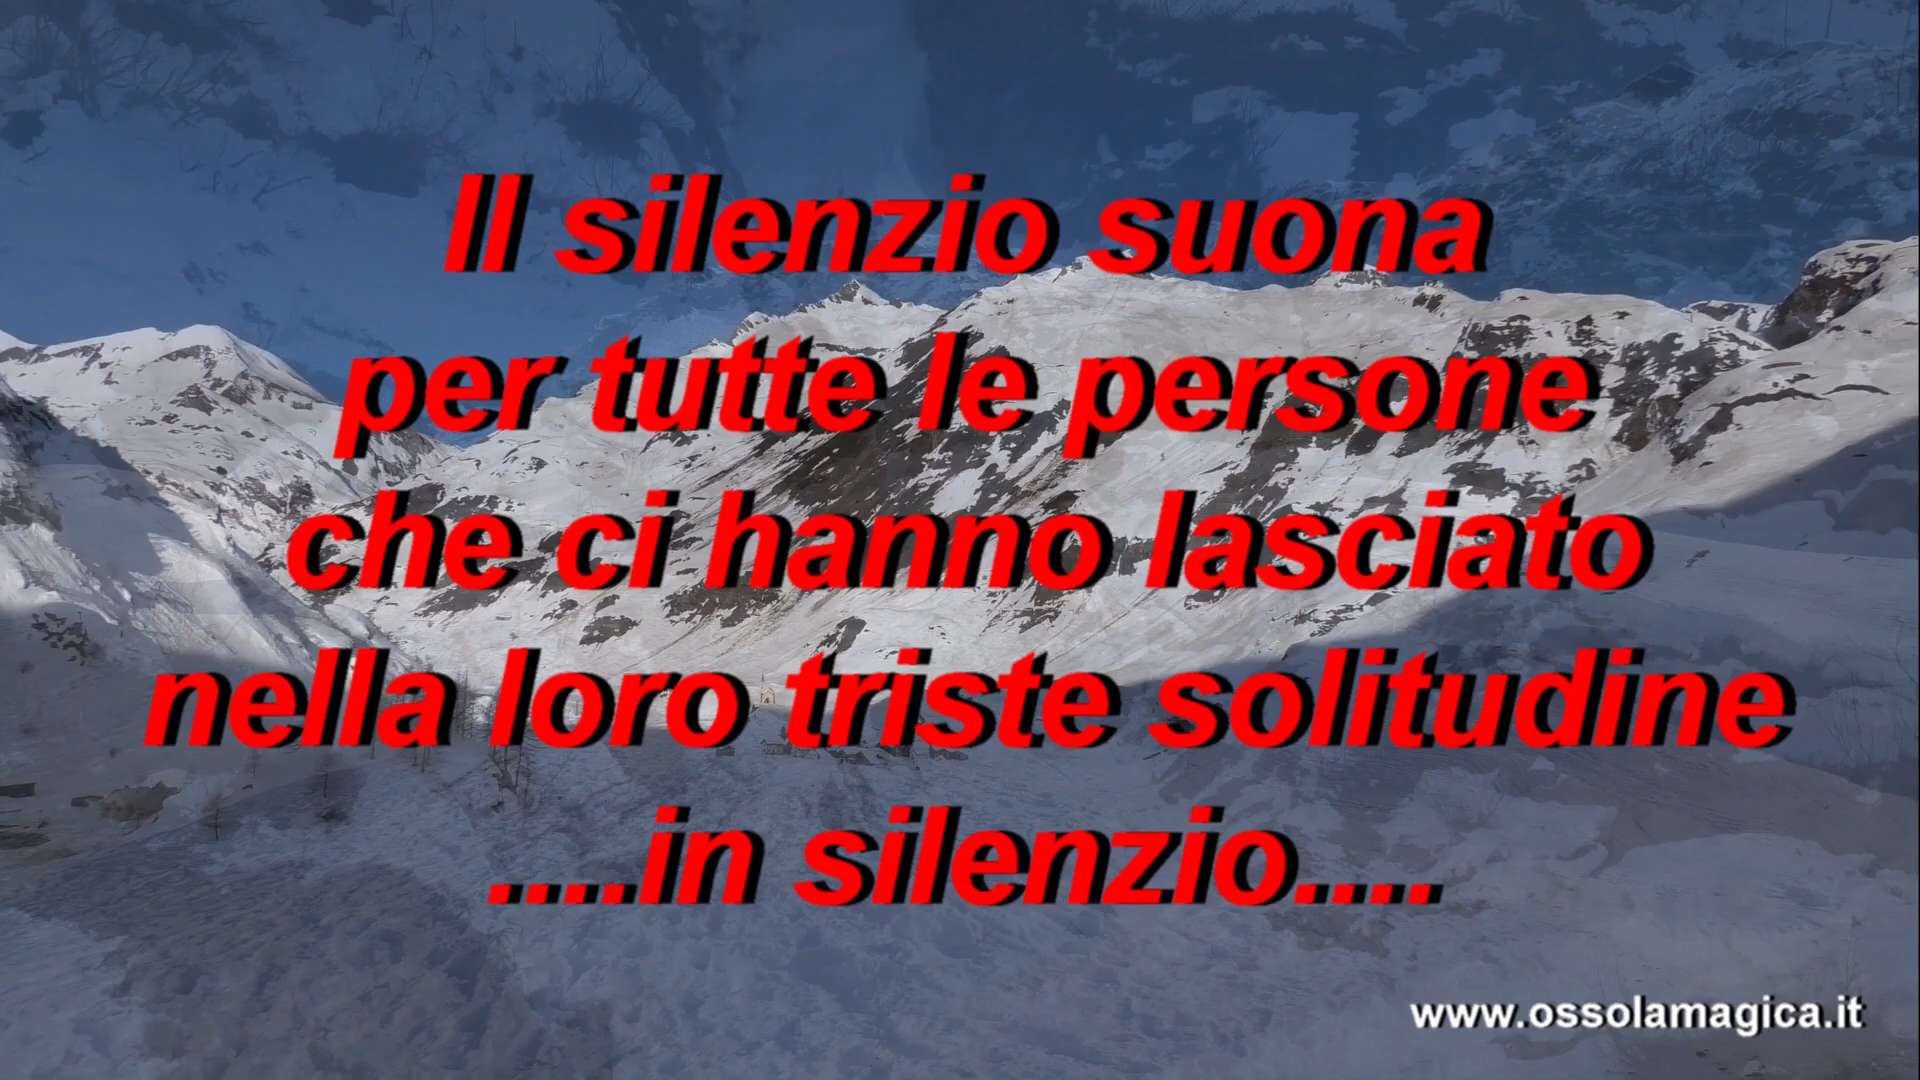 Il silenzio suona
per tutte le persone
che ci hanno lasciato
nella loro triste solitudine
.....in silenzio.....
www.ossolamagica.it